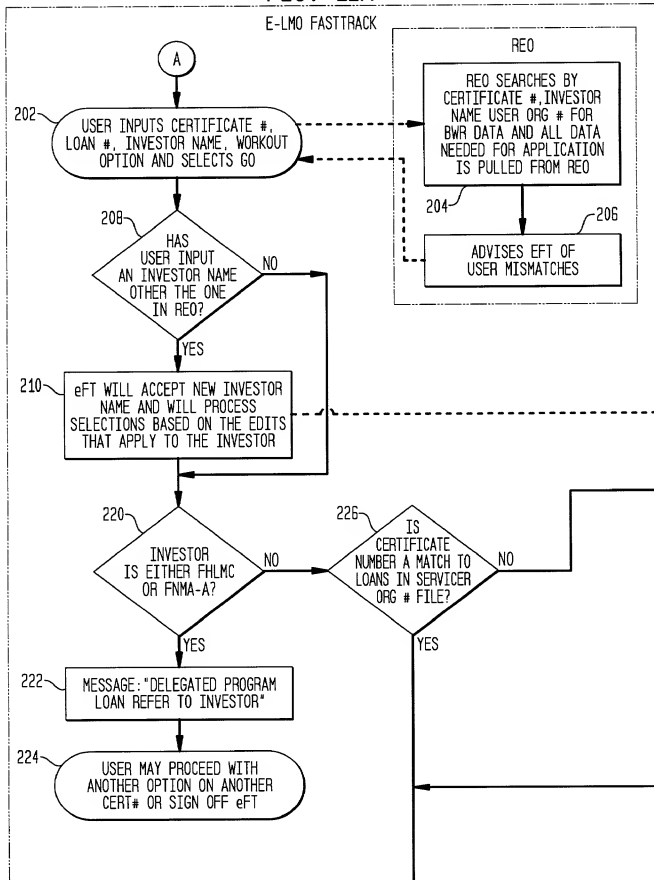 E-LMO FASTTRACK
REO
A
202
USER INPUTS CERTIFICATE #,
LOAN #, INVESTOR NAME, WORKOUT
OPTION AND SELECTS GO
REO SEARCHES BY
CERTIFICATE #,INVESTOR
NAME USER ORG # FOR
BWR DATA AND ALL DATA
NEEDED FOR APPLICATION
IS PULLED FROM REO
204
206
ADVISES EFT OF
USER MISMATCHES
208
HAS
USER INPUT
AN INVESTOR NAME
OTHER THE ONE
IN REO?
NO
YES
210
eFT WILL ACCEPT NEW INVESTOR
NAME AND WILL PROCESS
SELECTIONS BASED ON THE EDITS
THAT APPLY TO THE INVESTOR
220
INVESTOR
IS EITHER FHLMC
OR FNMA-A?
NO
YES
226
IS
CERTIFICATE
NUMBER A MATCH TO
LOANS IN SERVICER
ORG # FILE?
NO
YES
222
MESSAGE:"DELEGATED PROGRAM
LOAN REFER TO INVESTOR"
224
USER MAY PROCEED WITH
ANOTHER OPTION ON ANOTHER
CERT# OR SIGN OFF eFT